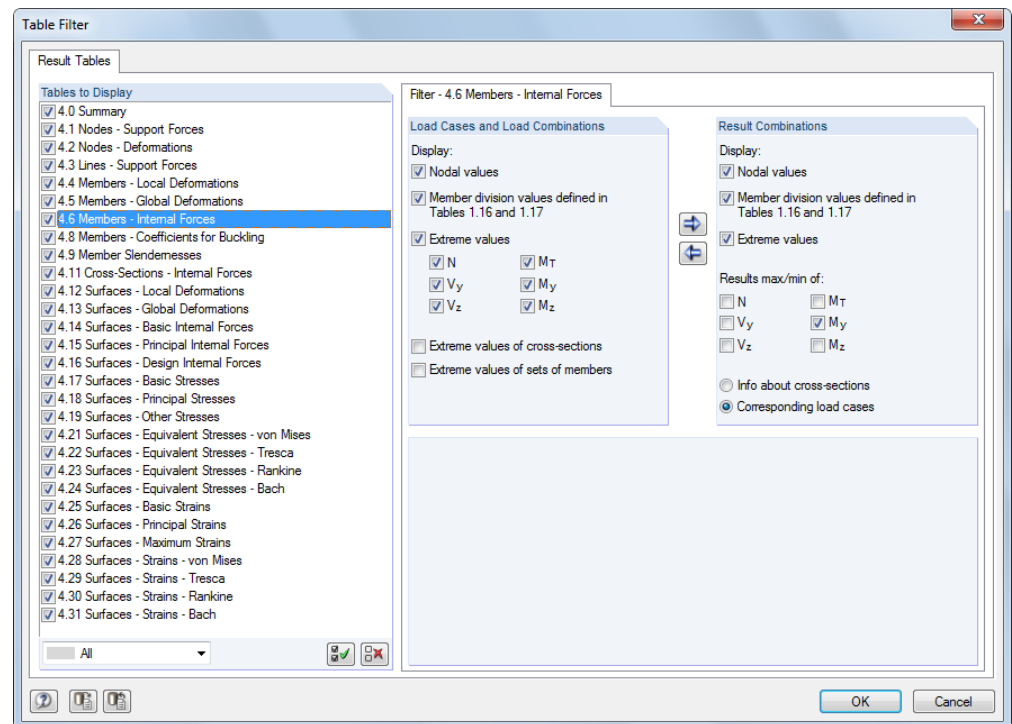 Table Filter
Result Tables
Tables to Display
4.0 Summary
4.1 Nodes - Support Forces
4.2 Nodes - Deformations
4.3 Lines - Support Forces
4.4 Members - Local Deformations
4.5 Members - Global Deformations
4.6 Members - Internal Forces
4.8 Members - Coefficients for Buckling
4.9 Member Slendernesses
4.11 Cross-Sections - Internal Forces
4.12 Surfaces - Local Deformations
4.13 Surfaces - Global Deformations
4.14 Surfaces - Basic Internal Forces
4.15 Surfaces - Principal Internal Forces
4.16 Surfaces - Design Internal Forces
4.17 Surfaces - Basic Stresses
4.18 Surfaces - Principal Stresses
4.19 Surfaces - Other Stresses
4.21 Surfaces - Equivalent Stresses - von Mises
4.22 Surfaces - Equivalent Stresses - Tresca
4.23 Surfaces - Equivalent Stresses - Rankine
4.24 Surfaces - Equivalent Stresses - Bach
4.25 Surfaces - Basic Strains
4.26 Surfaces - Principal Strains
4.27 Surfaces - Maximum Strains
4.28 Surfaces - Strains - von Mises
4.29 Surfaces - Strains - Tresca
4.30 Surfaces - Strains - Rankine
4.31 Surfaces - Strains - Bach
All
Filter - 4.6 Members - Internal Forces
Load Cases and Load Combinations
Display:
Nodal values
Member division values defined in
Tables 1.16 and 1.17
Extreme values
N MT
Vy My
Vz Mz
Extreme values of cross-sections
Extreme values of sets of members
Result Combinations
Display:
Nodal values
Member division values defined in
Tables 1.16 and 1.17
Extreme values
Results max/min of:
N MT
Vy My
Vz Mz
Info about cross-sections
Corresponding load cases
OK Cancel